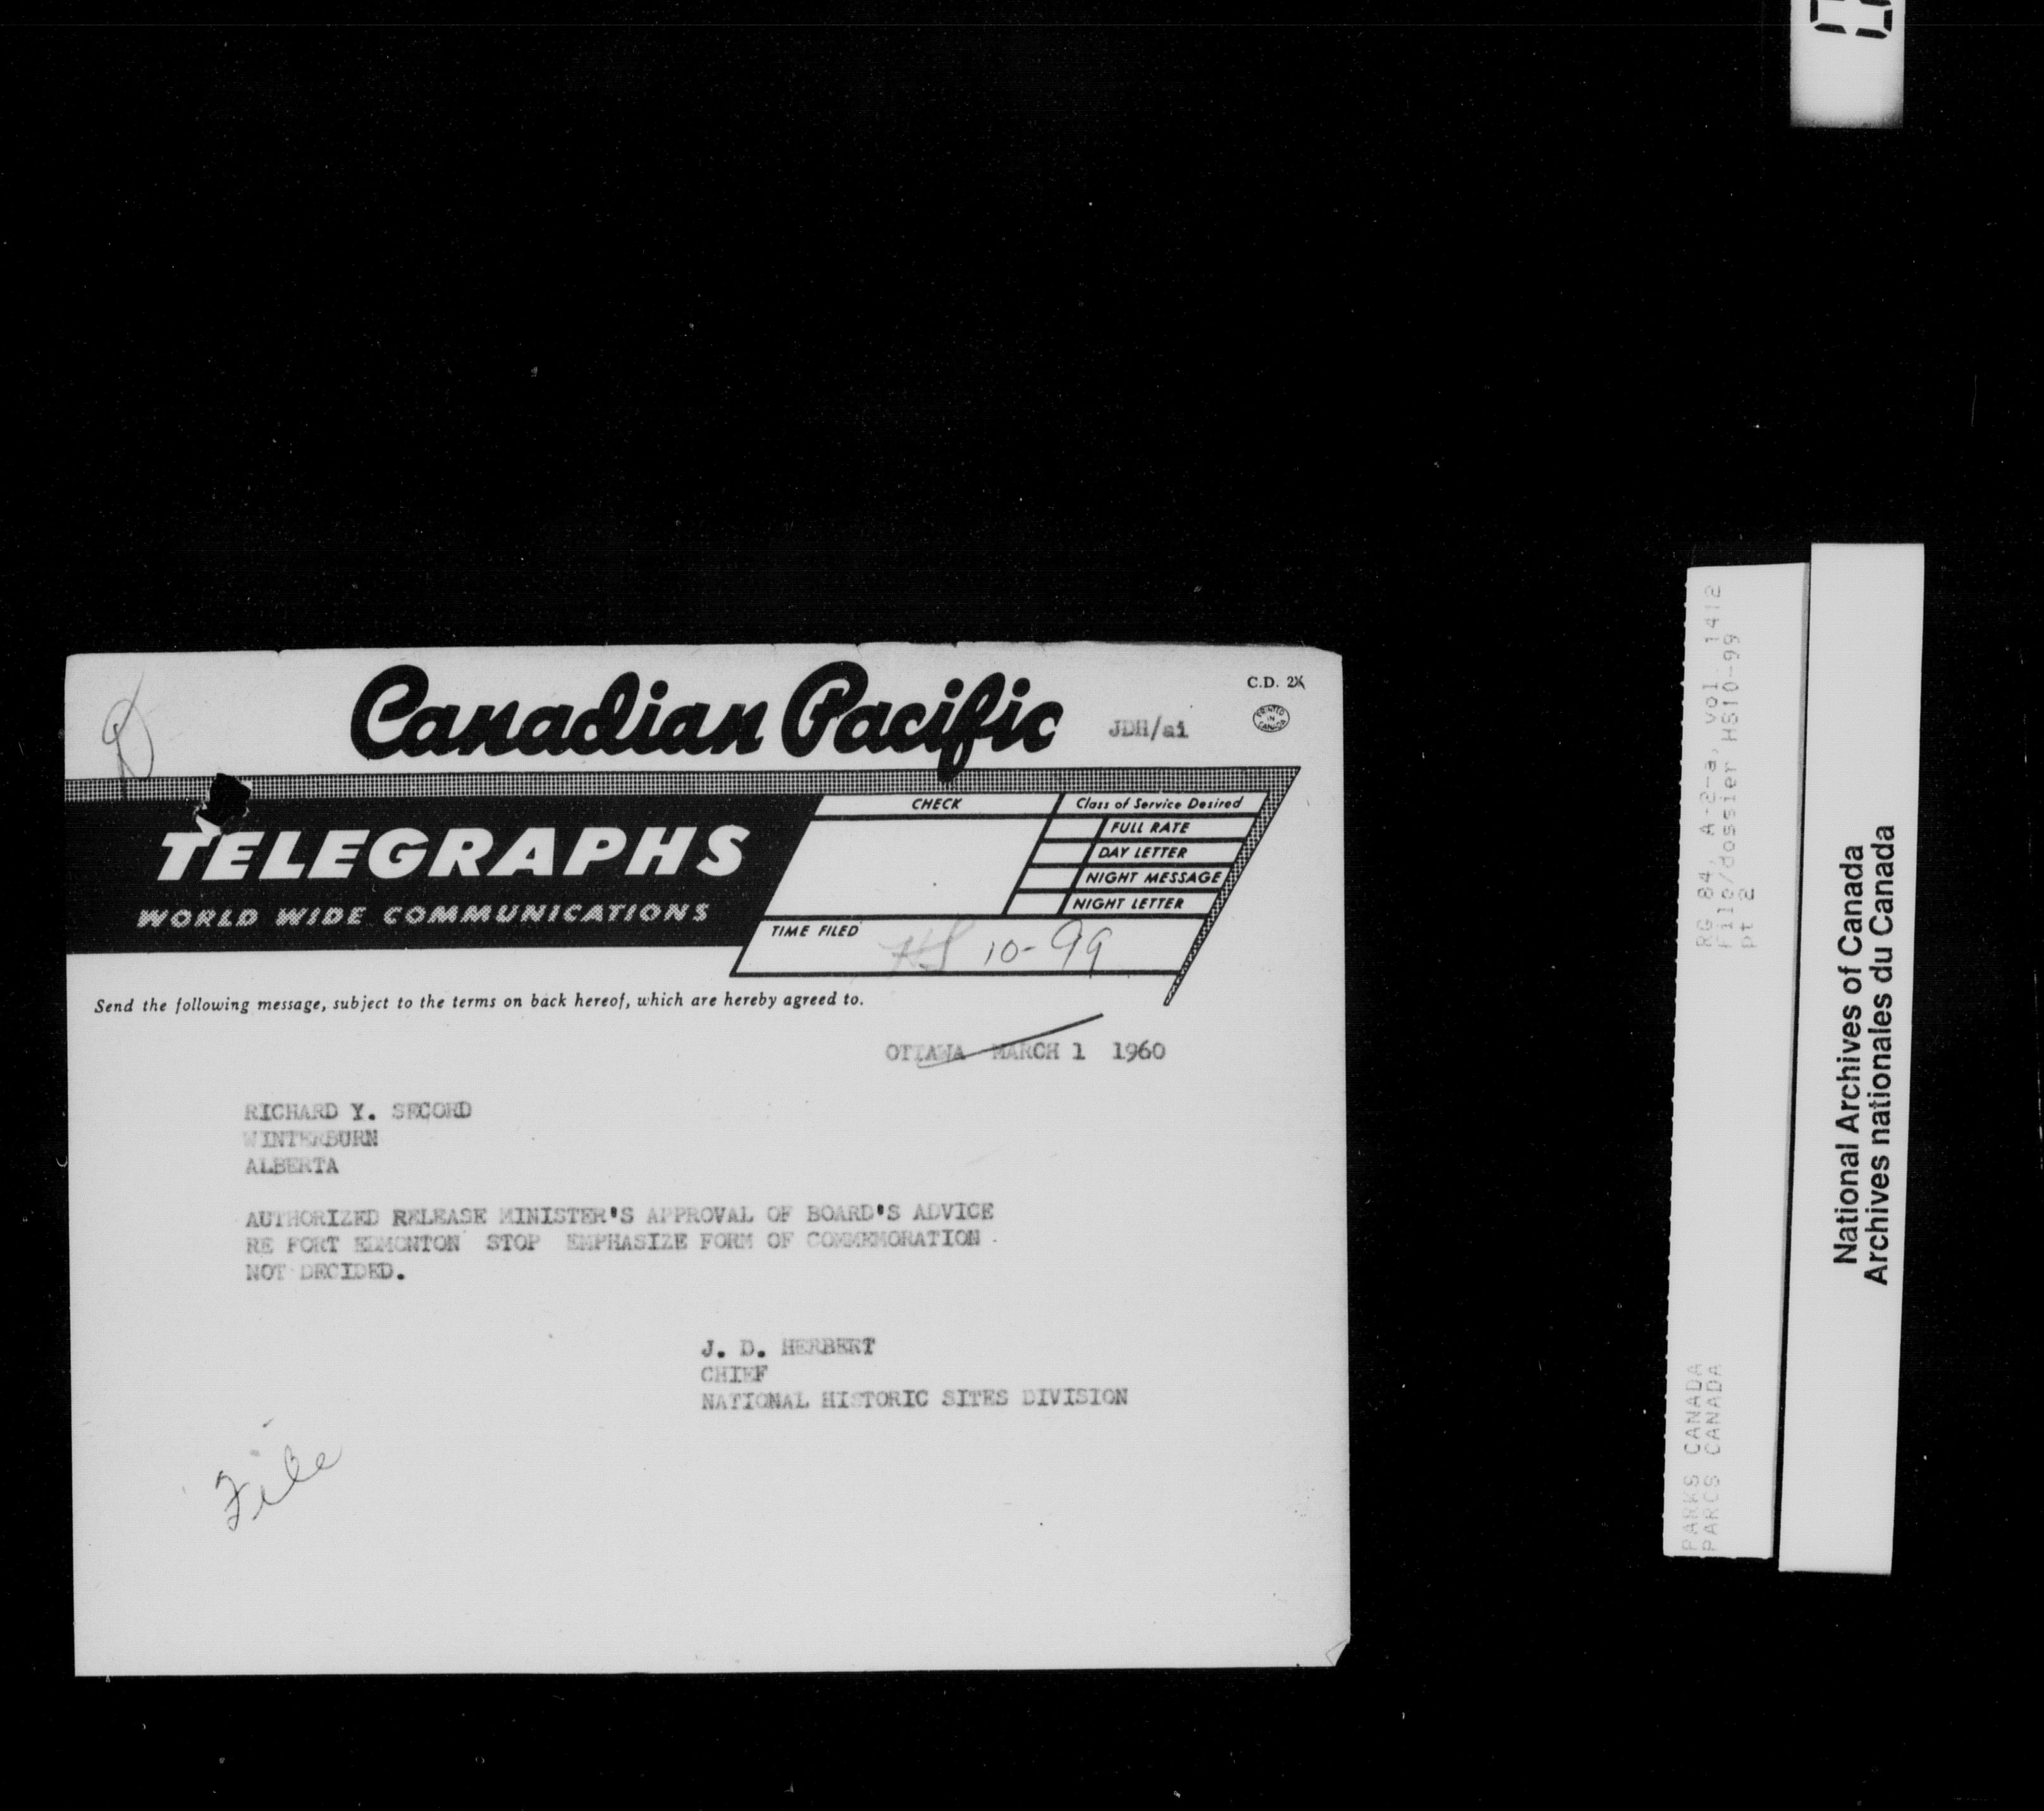 Canadian Pacific
JDH/ai
C.D. 2X
PRINTED
IN
CANADA
TELEGRAPHS
WORLD WIDE COMMUNICATIONS
CHECK
Class of Service Desired
FULL RATE
DAY LETTER
NIGHT MESSAGE
NIGHT LETTER
TIME FILED
HS 10-99
Send the following message, subject to the terms on back hereof, which are hereby agreed to.
OTTAWA MARCH 1 1960
RICHARD Y. SECORD
WINTERBURN
ALBERTA
AUTHORIZED RELEASE MINISTER'S APPROVAL OF BOARD'S ADVICE
RE FORT EDMONTON STOP EMPHASIZE FORM OF COMMEMORATION
NOT DECIDED.
J. D. HERBERT
CHIEF
NATIONAL HISTORIC SITES DIVISION
File
RG 84, A-2-a, vol 1412
File/dossier HS10-99
pt 2
PARKS CANADA
PARCS CANADA
National Archives of Canada
Archives nationales du Canada